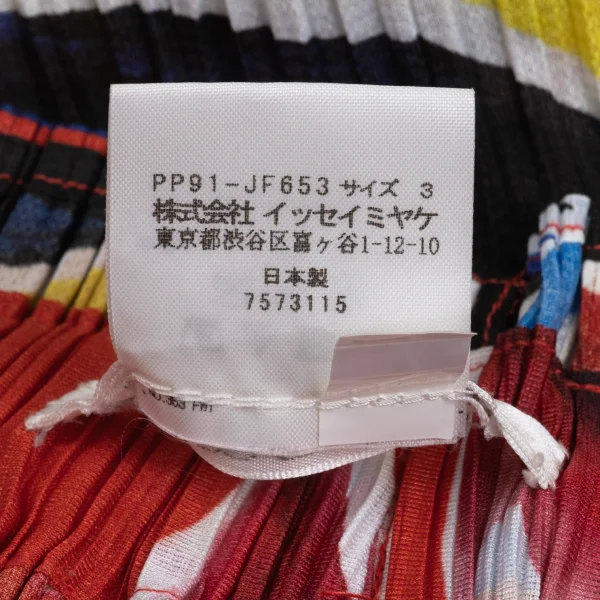 PP91-JF653 サイズ 3
株式会社 イッセイミヤケ
東京都渋谷区富ヶ谷1-12-10
日本製
7573115